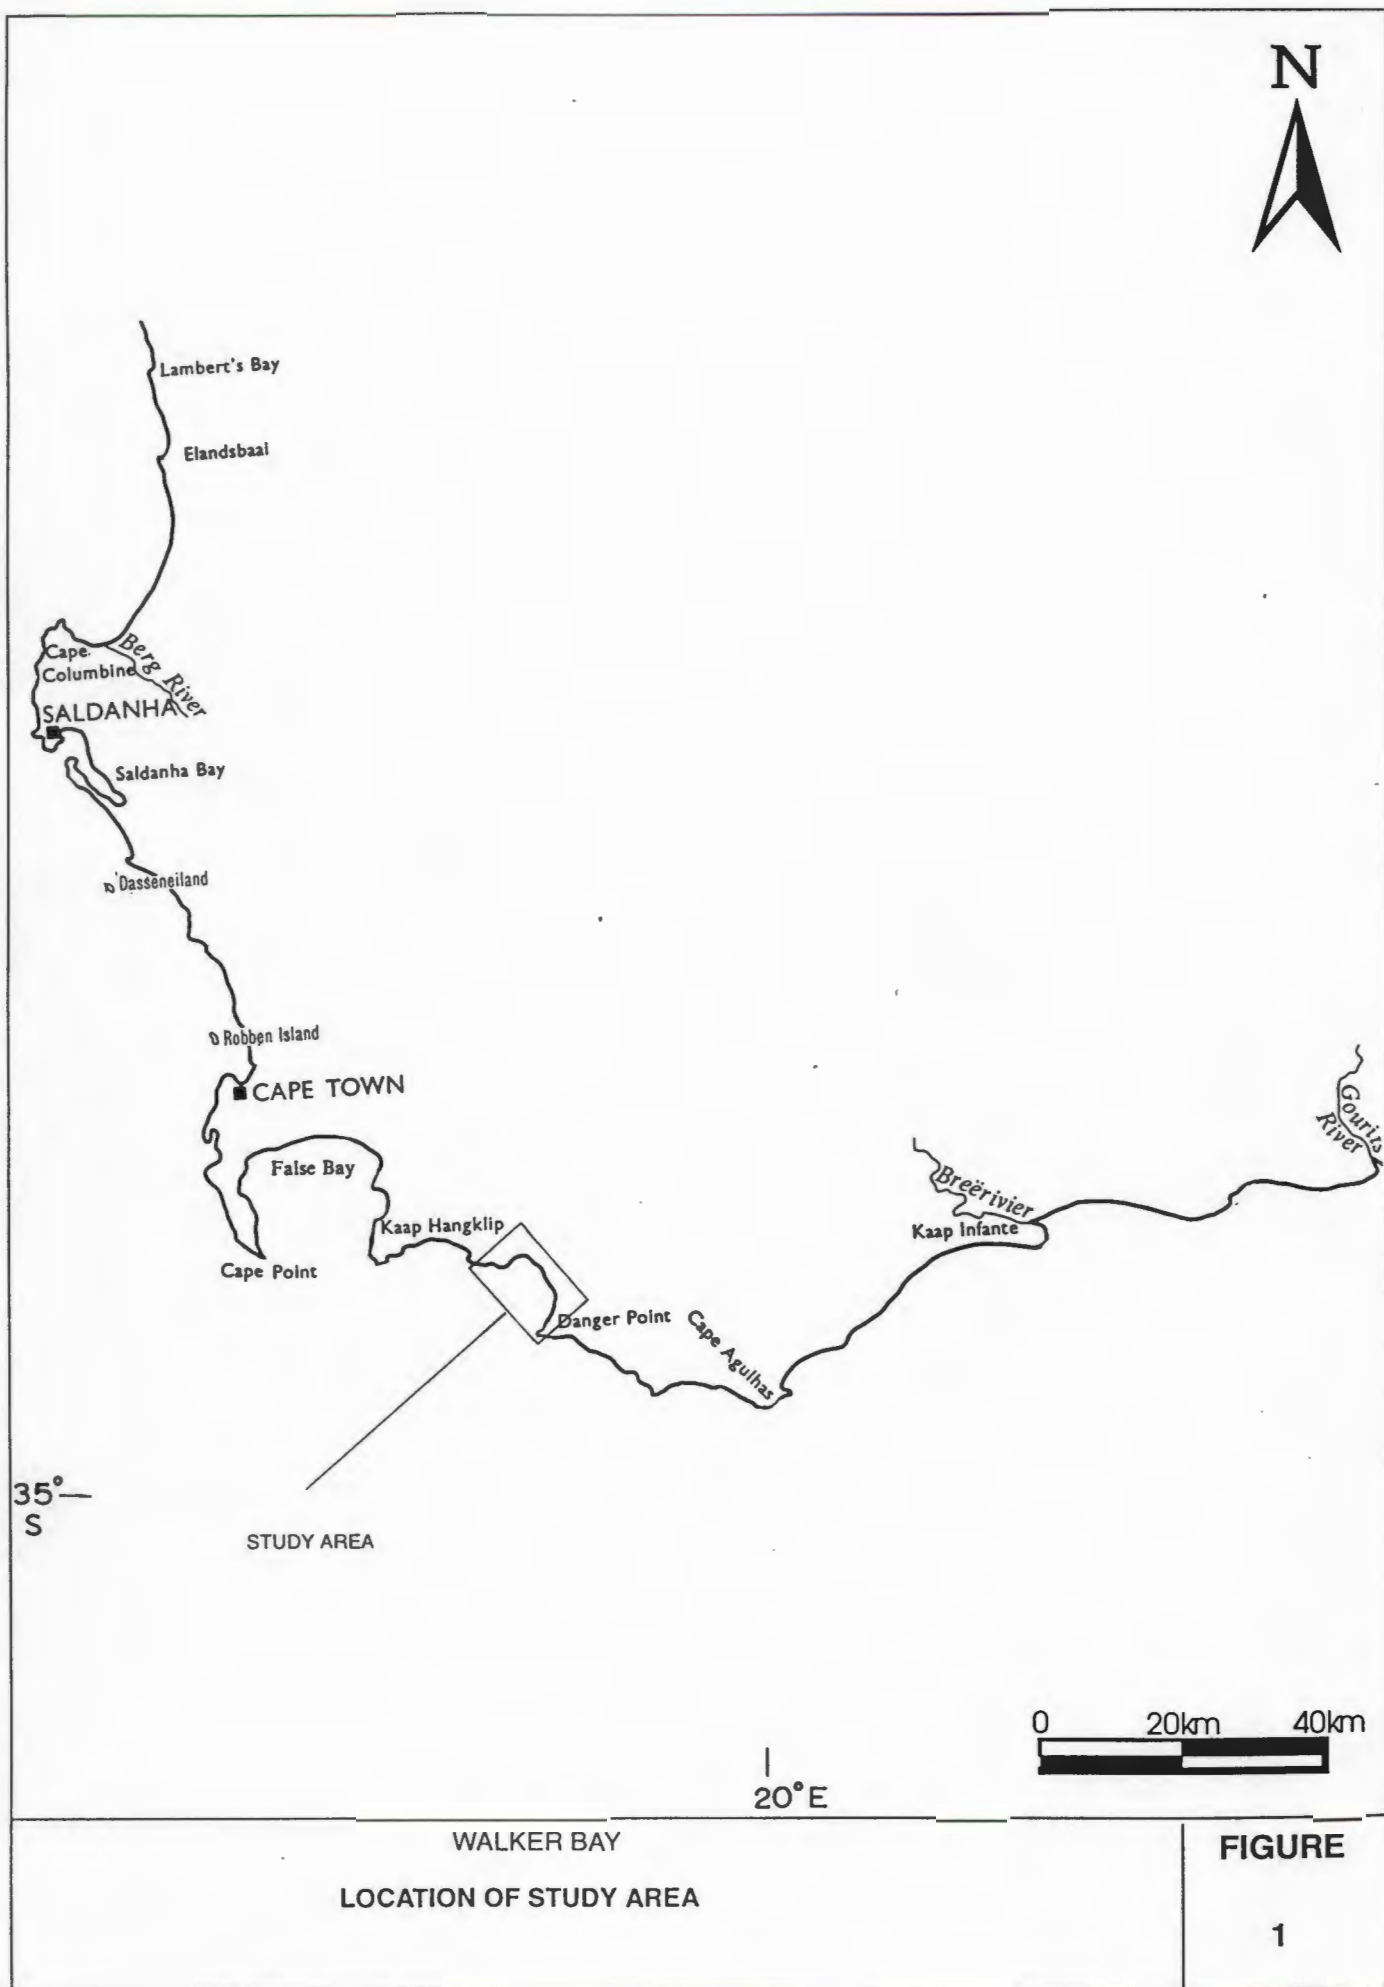 N
Lambert's Bay
Elandsbaai
Cape
Columbine
Berg River
SALDANHA
Saldanha Bay
Dasseneiland
Robben Island
CAPE TOWN
False Bay
Kaap Hangklip
Cape Point
Danger Point
Cape Agulhas
Breërivier
Kaap Infante
Gourits
River
35°
S
STUDY AREA
0 20km 40km
20°E
WALKER BAY
LOCATION OF STUDY AREA
FIGURE
1